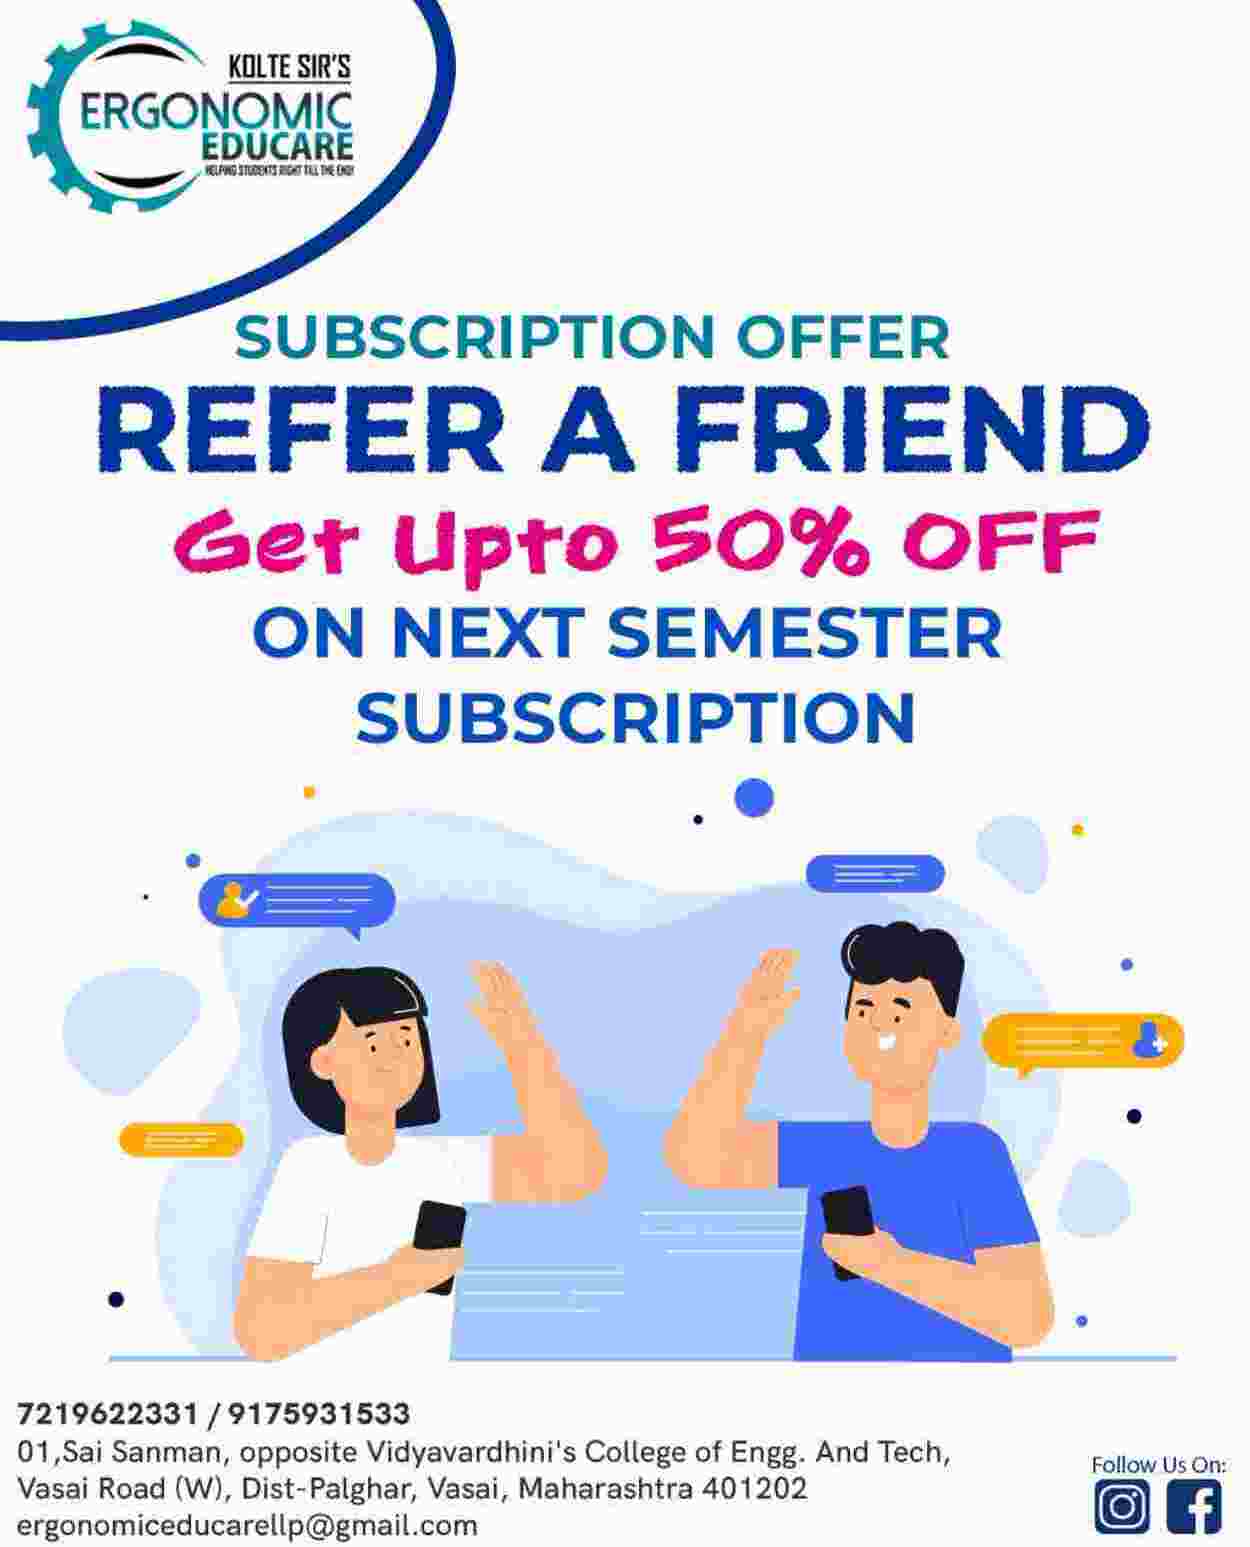 KOLTE SIR'S
ERGONOMIC
EDUCARE
HELPING STUDENTS RIGHT TILL THE END!
SUBSCRIPTION OFFER
REFER A FRIEND
Get Upto 50% OFF
ON NEXT SEMESTER
SUBSCRIPTION
7219622331 / 9175931533
01,Sai Sanman, opposite Vidyavardhini's College of Engg. And Tech,
Vasai Road (W), Dist-Palghar, Vasai, Maharashtra 401202
ergonomiceducarellp@gmail.com
Follow Us On: